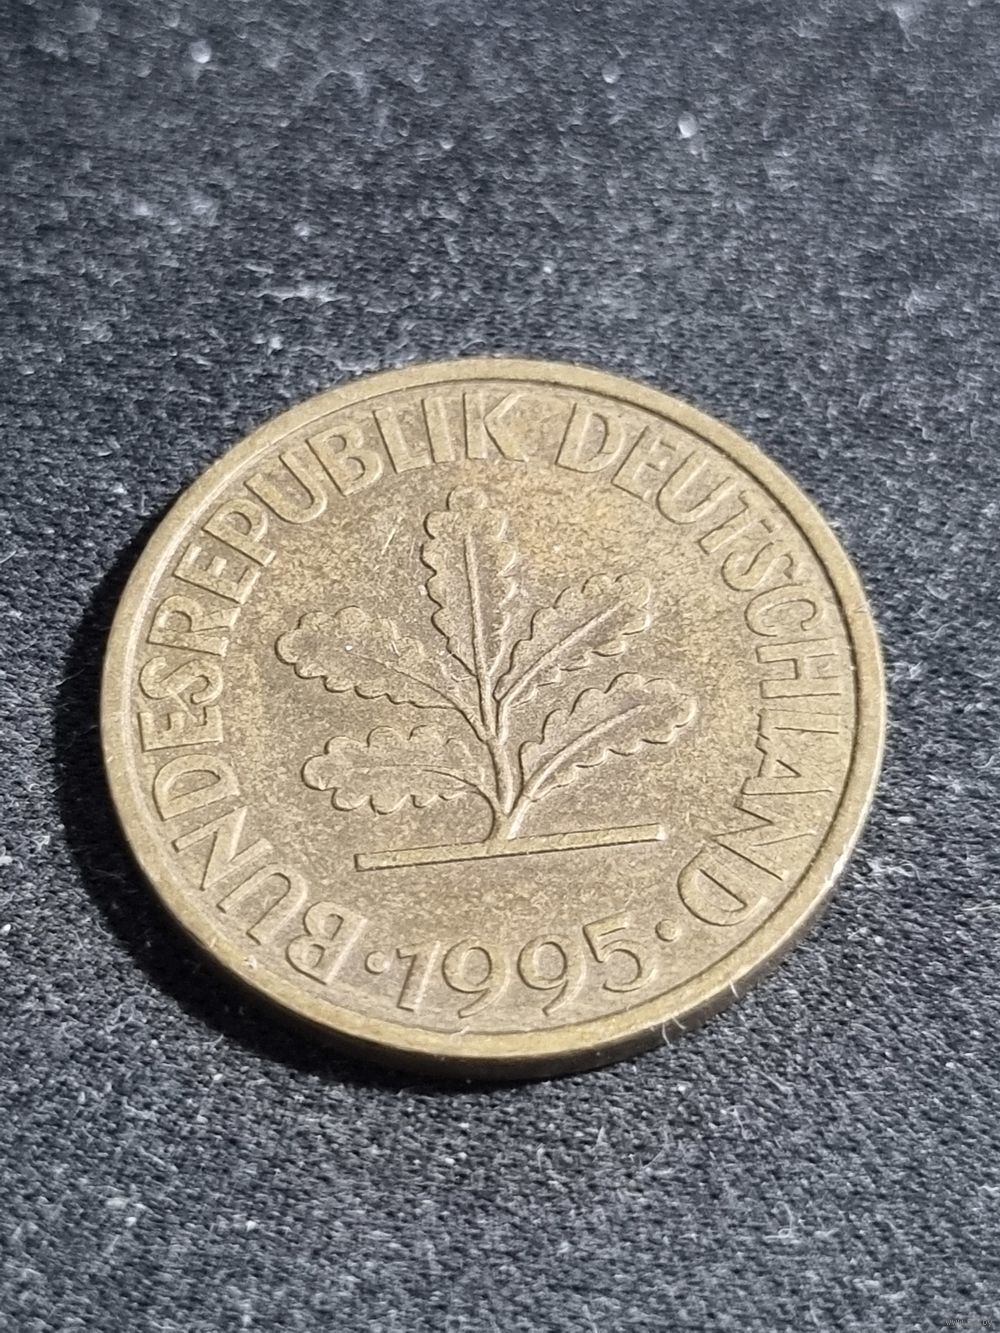 BUNDESREPUBLIK DEUTSCHLAND
· 1995 ·